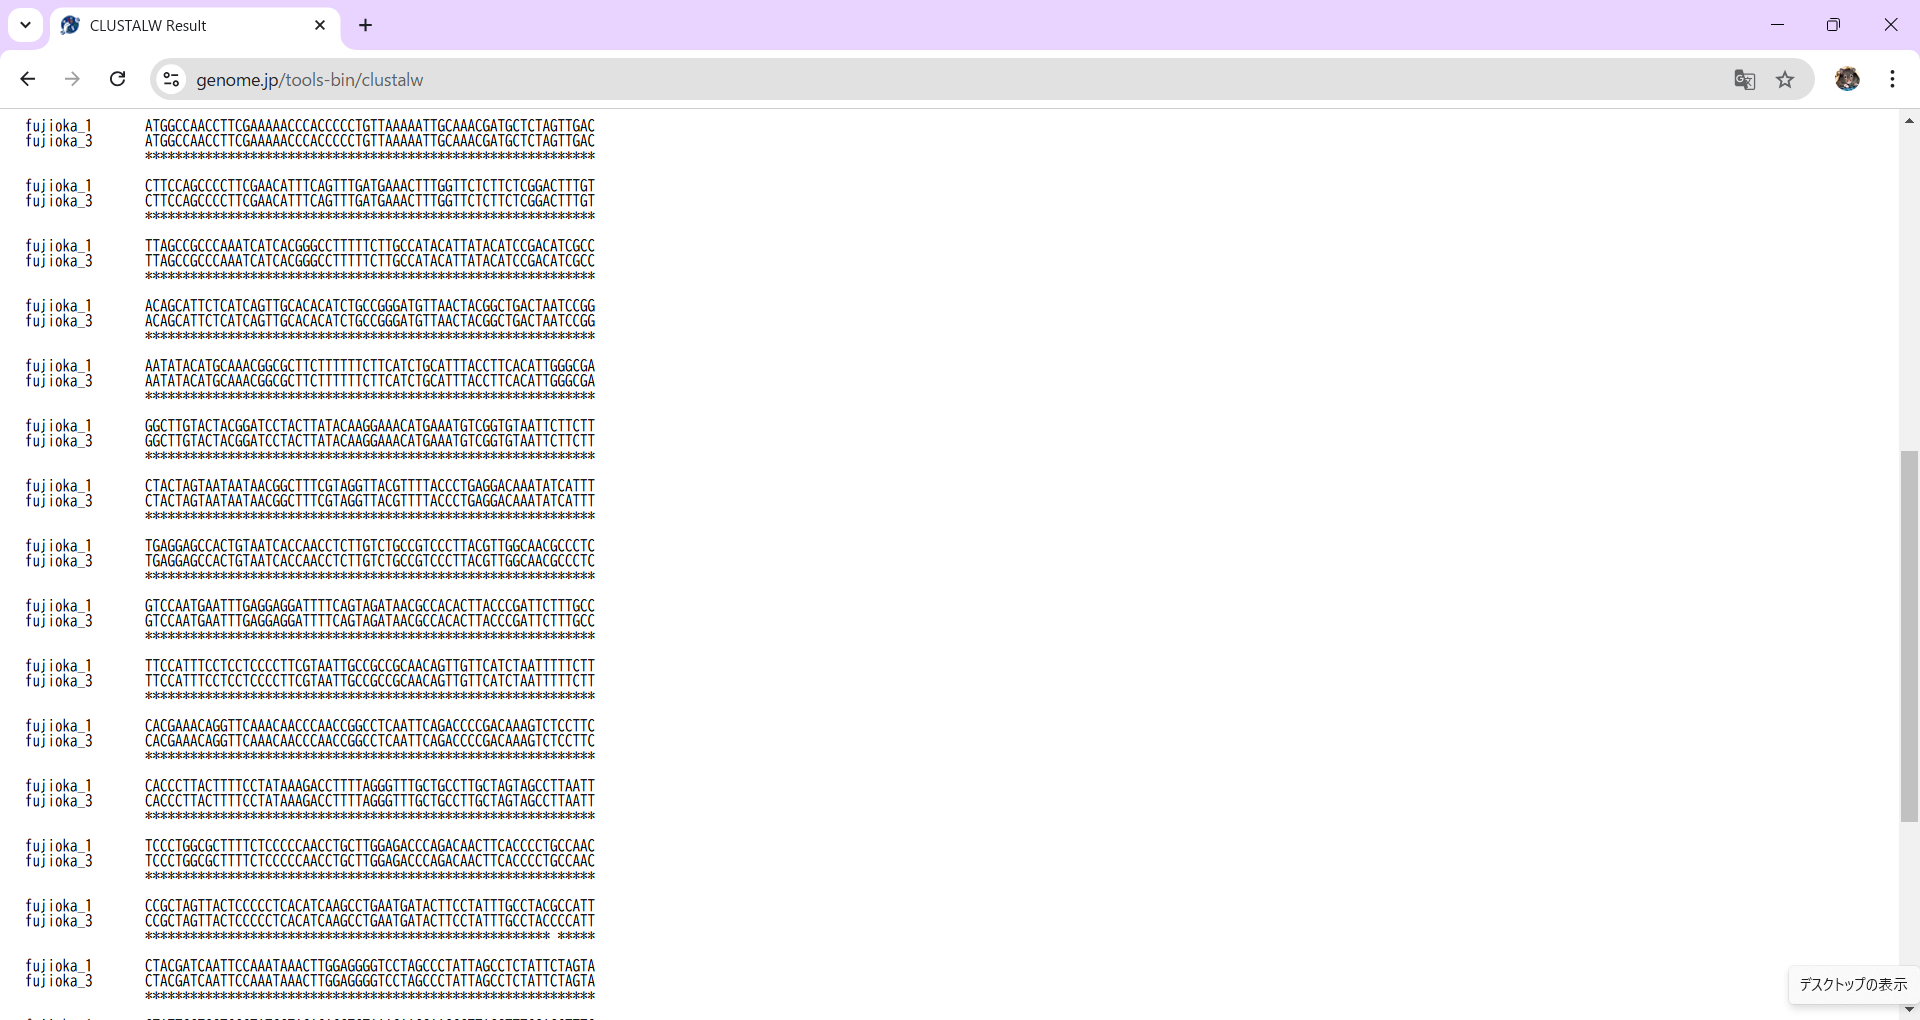 CLUSTALW Result
genome.jp/tools-bin/clustalw
fujioka_1 ATGGCCAACCTTCGAAAAACCCACCCCCTGTTAAAAATTGCAAACGATGCTCTAGTTGAC
fujioka_3 ATGGCCAACCTTCGAAAAACCCACCCCCTGTTAAAAATTGCAAACGATGCTCTAGTTGAC
************************************************************
fujioka_1 CTTCCAGCCCCTTCGAACATTTCAGTTTGATGAAACTTTGGTTCTCTTCTCGGACTTTGT
fujioka_3 CTTCCAGCCCCTTCGAACATTTCAGTTTGATGAAACTTTGGTTCTCTTCTCGGACTTTGT
************************************************************
fujioka_1 TTAGCCGCCCAAATCATCACGGGCCTTTTTCTTGCCATACATTATACATCCGACATCGCC
fujioka_3 TTAGCCGCCCAAATCATCACGGGCCTTTTTCTTGCCATACATTATACATCCGACATCGCC
************************************************************
fujioka_1 ACAGCATTCTCATCAGTTGCACACATCTGCCGGGATGTTAACTACGGCTGACTAATCCGG
fujioka_3 ACAGCATTCTCATCAGTTGCACACATCTGCCGGGATGTTAACTACGGCTGACTAATCCGG
************************************************************
fujioka_1 AATATACATGCAAACGGCGCTTCTTTTTTCTTCATCTGCATTTACCTTCACATTGGGCGA
fujioka_3 AATATACATGCAAACGGCGCTTCTTTTTTCTTCATCTGCATTTACCTTCACATTGGGCGA
************************************************************
fujioka_1 GGCTTGTACTACGGATCCTACTTATACAAGGAAACATGAAATGTCGGTGTAATTCTTCTT
fujioka_3 GGCTTGTACTACGGATCCTACTTATACAAGGAAACATGAAATGTCGGTGTAATTCTTCTT
************************************************************
fujioka_1 CTACTAGTAATAATAACGGCTTTCGTAGGTTACGTTTTACCCTGAGGACAAATATCATTT
fujioka_3 CTACTAGTAATAATAACGGCTTTCGTAGGTTACGTTTTACCCTGAGGACAAATATCATTT
************************************************************
fujioka_1 TGAGGAGCCACTGTAATCACCAACCTCTTGTCTGCCGTCCCTTACGTTGGCAACGCCCTC
fujioka_3 TGAGGAGCCACTGTAATCACCAACCTCTTGTCTGCCGTCCCTTACGTTGGCAACGCCCTC
************************************************************
fujioka_1 GTCCAATGAATTTGAGGAGGATTTTCAGTAGATAACGCCACACTTACCCGATTCTTTGCC
fujioka_3 GTCCAATGAATTTGAGGAGGATTTTCAGTAGATAACGCCACACTTACCCGATTCTTTGCC
************************************************************
fujioka_1 TTCCATTTCCTCCTCCCCTTCGTAATTGCCGCCGCAACAGTTGTTCATCTAATTTTTCTT
fujioka_3 TTCCATTTCCTCCTCCCCTTCGTAATTGCCGCCGCAACAGTTGTTCATCTAATTTTTCTT
************************************************************
fujioka_1 CACGAAACAGGTTCAAACAACCCAACCGGCCTCAATTCAGACCCCGACAAAGTCTCCTTC
fujioka_3 CACGAAACAGGTTCAAACAACCCAACCGGCCTCAATTCAGACCCCGACAAAGTCTCCTTC
************************************************************
fujioka_1 CACCCTTACTTTTCCTATAAAGACCTTTTAGGGTTTGCTGCCTTGCTAGTAGCCTTAATT
fujioka_3 CACCCTTACTTTTCCTATAAAGACCTTTTAGGGTTTGCTGCCTTGCTAGTAGCCTTAATT
************************************************************
fujioka_1 TCCCTGGCGCTTTTCTCCCCCAACCTGCTTGGAGACCCAGACAACTTCACCCCTGCCAAC
fujioka_3 TCCCTGGCGCTTTTCTCCCCCAACCTGCTTGGAGACCCAGACAACTTCACCCCTGCCAAC
************************************************************
fujioka_1 CCGCTAGTTACTCCCCCTCACATCAAGCCTGAATGATACTTCCTATTTGCCTACGCCATT
fujioka_3 CCGCTAGTTACTCCCCCTCACATCAAGCCTGAATGATACTTCCTATTTGCCTACCCCATT
****************************************************** *****
fujioka_1 CTACGATCAATTCCAAATAAACTTGGAGGGGTCCTAGCCCTATTAGCCTCTATTCTAGTA
fujioka_3 CTACGATCAATTCCAAATAAACTTGGAGGGGTCCTAGCCCTATTAGCCTCTATTCTAGTA
************************************************************
デスクトップの表示